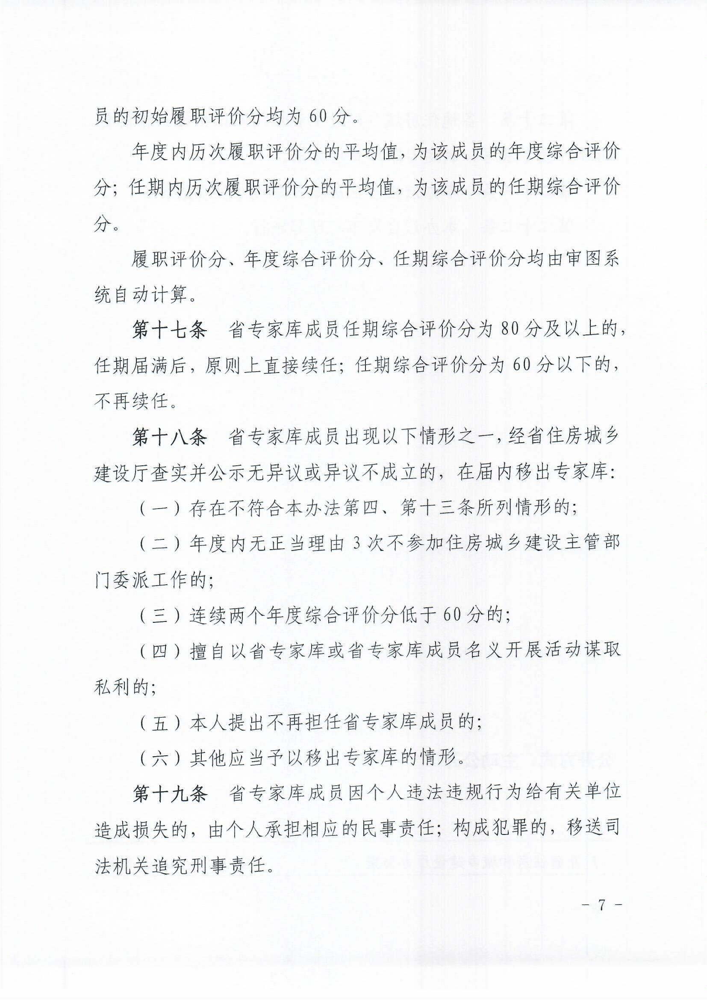 员的初始履职评价分均为 60 分。
年度内历次履职评价分的平均值，为该成员的年度综合评价
分；任期内历次履职评价分的平均值，为该成员的任期综合评价
分。
履职评价分、年度综合评价分、任期综合评价分均由审图系
统自动计算。
第十七条　省专家库成员任期综合评价分为 80 分及以上的，
任期届满后，原则上直接续任；任期综合评价分为 60 分以下的，
不再续任。
第十八条　省专家库成员出现以下情形之一，经省住房城乡
建设厅查实并公示无异议或异议不成立的，在届内移出专家库：
（一）存在不符合本办法第四、第十三条所列情形的；
（二）年度内无正当理由 3 次不参加住房城乡建设主管部
门委派工作的；
（三）连续两个年度综合评价分低于 60 分的；
（四）擅自以省专家库或省专家库成员名义开展活动谋取
私利的；
（五）本人提出不再担任省专家库成员的；
（六）其他应当予以移出专家库的情形。
第十九条　省专家库成员因个人违法违规行为给有关单位
造成损失的，由个人承担相应的民事责任；构成犯罪的，移送司
法机关追究刑事责任。
- 7 -